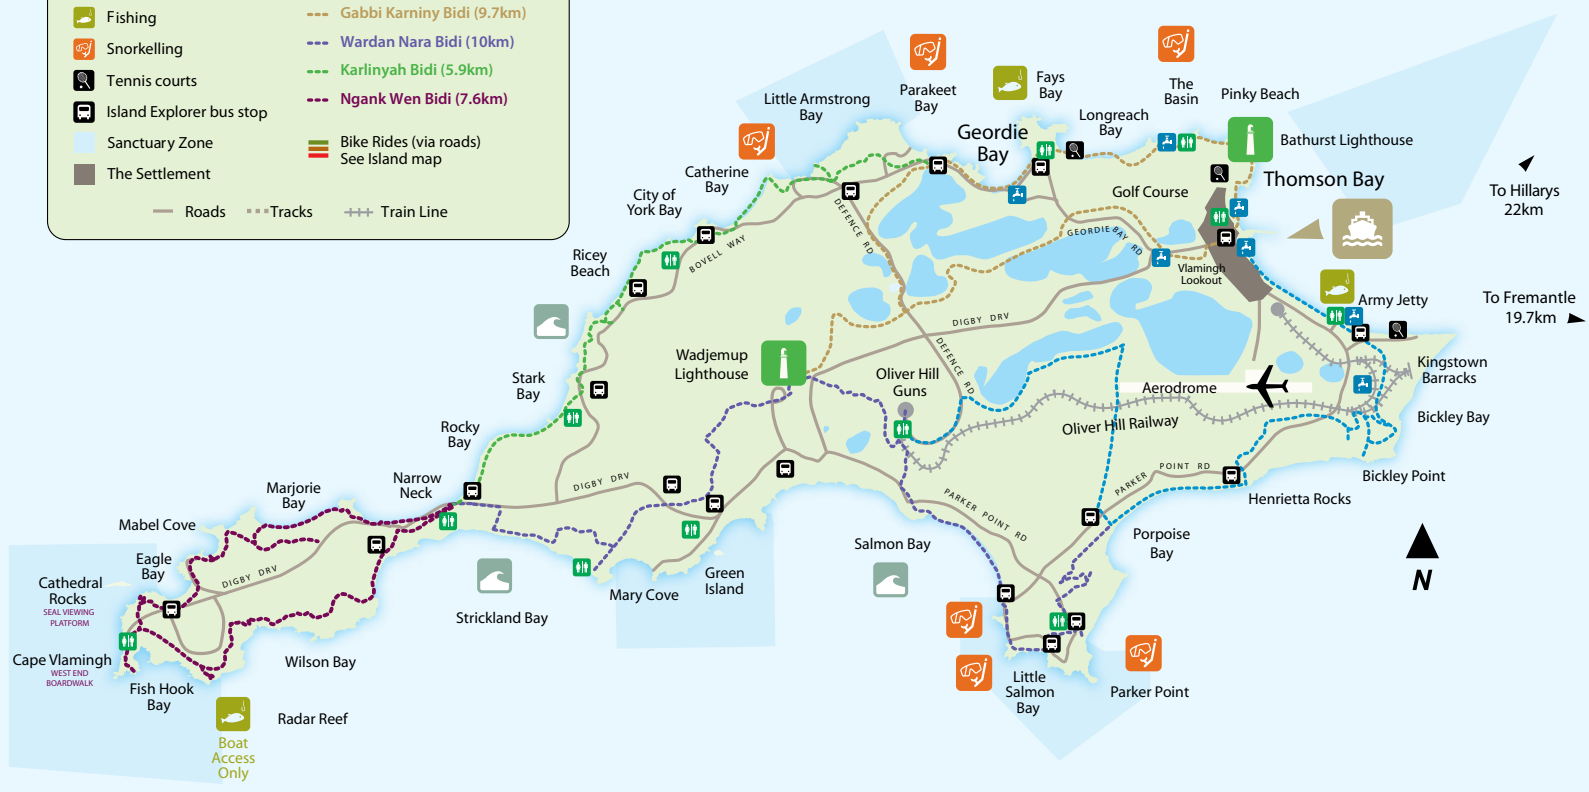 Fishing
Snorkelling
Tennis courts
Island Explorer bus stop
Sanctuary Zone
The Settlement
Gabbi Karniny Bidi (9.7km)
Wardan Nara Bidi (10km)
Karlinyah Bidi (5.9km)
Ngank Wen Bidi (7.6km)
Bike Rides (via roads)
See Island map
Roads
Tracks
Train Line
Little Armstrong
Bay
Parakeet
Bay
Fays
Bay
Geordie
Bay
Longreach
Bay
The
Basin
Pinky Beach
Bathurst Lighthouse
Thomson Bay
Golf Course
To Hillarys
22km
Catherine
Bay
City of
York Bay
Ricey
Beach
BOVELL WAY
DEFENCE RD
GEORDIE BAY RD
Vlamingh
Lookout
Army Jetty
To Fremantle
19.7km
DIGBY DRV
DEFENCE RD
Wadjemup
Lighthouse
Oliver Hill
Guns
Aerodrome
Kingstown
Barracks
Oliver Hill Railway
Bickley Bay
Bickley Point
Stark
Bay
Rocky
Bay
Narrow
Neck
Marjorie
Bay
Mabel Cove
Eagle
Bay
Cathedral
Rocks
SEAL VIEWING
PLATFORM
DIGBY DRV
DIGBY DRV
PARKER POINT RD
PARKER POINT RD
Henrietta Rocks
Porpoise
Bay
Salmon Bay
Green
Island
Mary Cove
Strickland Bay
Wilson Bay
Cape Vlamingh
WEST END
BOARDWALK
Fish Hook
Bay
Radar Reef
Boat
Access
Only
Little
Salmon
Bay
Parker Point
N